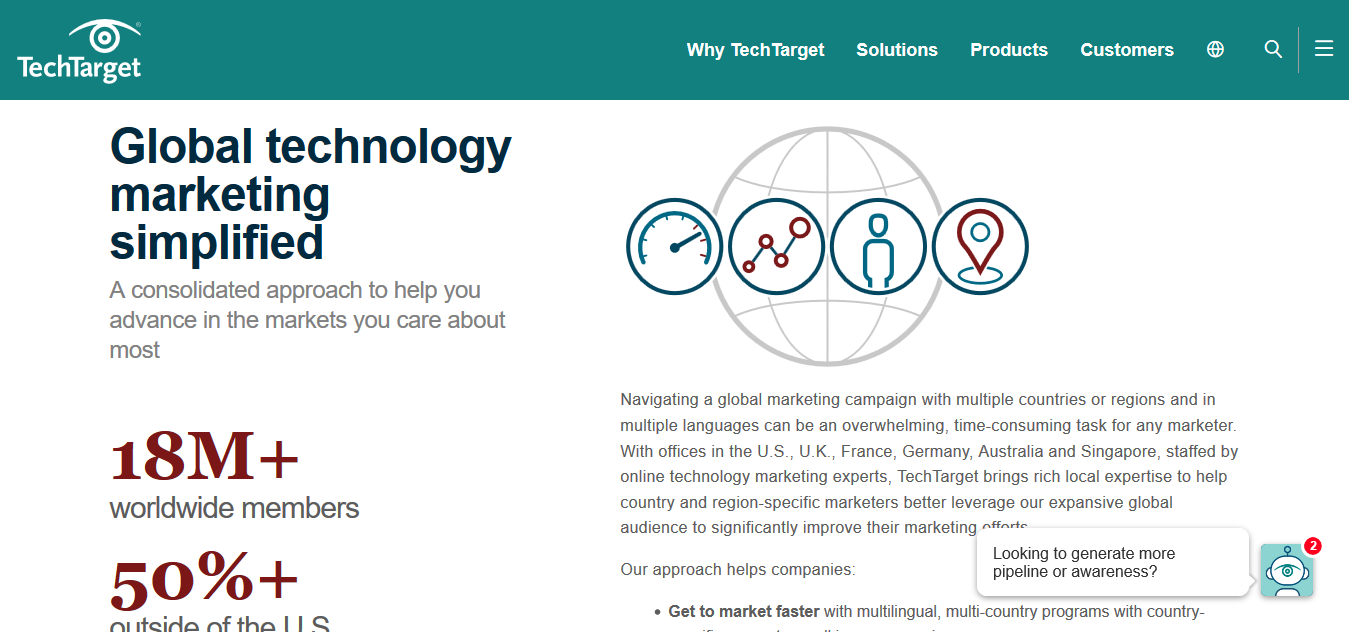 TechTarget
Why TechTarget
Solutions
Products
Customers
Global technology
marketing
simplified
A consolidated approach to help you
advance in the markets you care about
most
18M+
worldwide members
50%+
outside of the U.S.
Navigating a global marketing campaign with multiple countries or regions and in
multiple languages can be an overwhelming, time-consuming task for any marketer.
With offices in the U.S., U.K., France, Germany, Australia and Singapore, staffed by
online technology marketing experts, TechTarget brings rich local expertise to help
country and region-specific marketers better leverage our expansive global
audience to significantly improve their marketing efforts.
Our approach helps companies:
• Get to market faster with multilingual, multi-country programs with country-
Looking to generate more
pipeline or awareness?
2